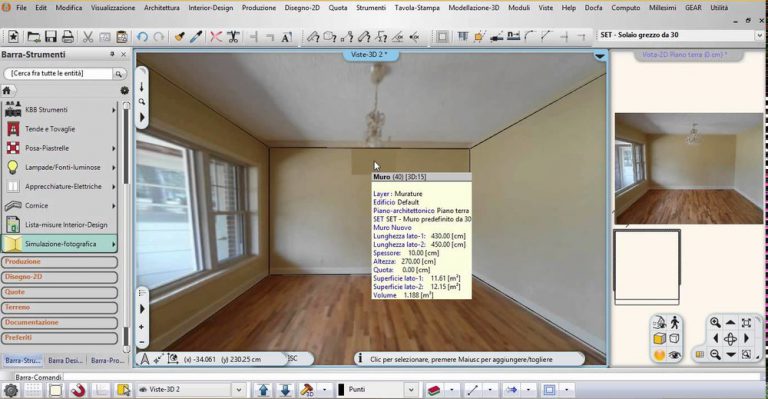 File Edit Modifica Visualizzazione Architettura Interior-Design Produzione Disegno-2D Quota Strumenti Tavola-Stampa Modellazione-3D Moduli Viste Help Docfa Computo Millesimi GEAR Utilità
SET - Solaio grezzo da 30
Barra-Strumenti
Viste-3D 2 *
Vista-2D Piano terra (0 cm) *
[Cerca fra tutte le entità]
KBB Strumenti
Tende e Tovaglie
Posa-Piastrelle
Lampade/Fonti-luminose
Apprecchiature-Elettriche
Cornice
Lista-misure Interior-Design
Simulazione-fotografica
Produzione
Disegno-2D
Quote
Terreno
Documentazione
Preferiti
Muro (40) [3D:15]
Layer : Murature
Edificio Default
Piano-architettonico Piano terra
SET SET - Muro predefinito da 30
Muro Nuovo
Lunghezza lato-1: 430.00 [cm]
Lunghezza lato-2: 450.00 [cm]
Spessore: 10.00 [cm]
Altezza: 270.00 [cm]
Quota: 0.00 [cm]
Superficie lato-1: 11.61 [m²]
Superficie lato-2: 12.15 [m²]
Volume 1.188 [m³]
Barra-Stru... Barra Desi... Barra-Pro...
(x) -34.061 (y) 230.25 cm
ESC
Clic per selezionare, premere Maiusc per aggiungere/togliere
Barra-Comandi
Viste-3D 2
2D
Punti